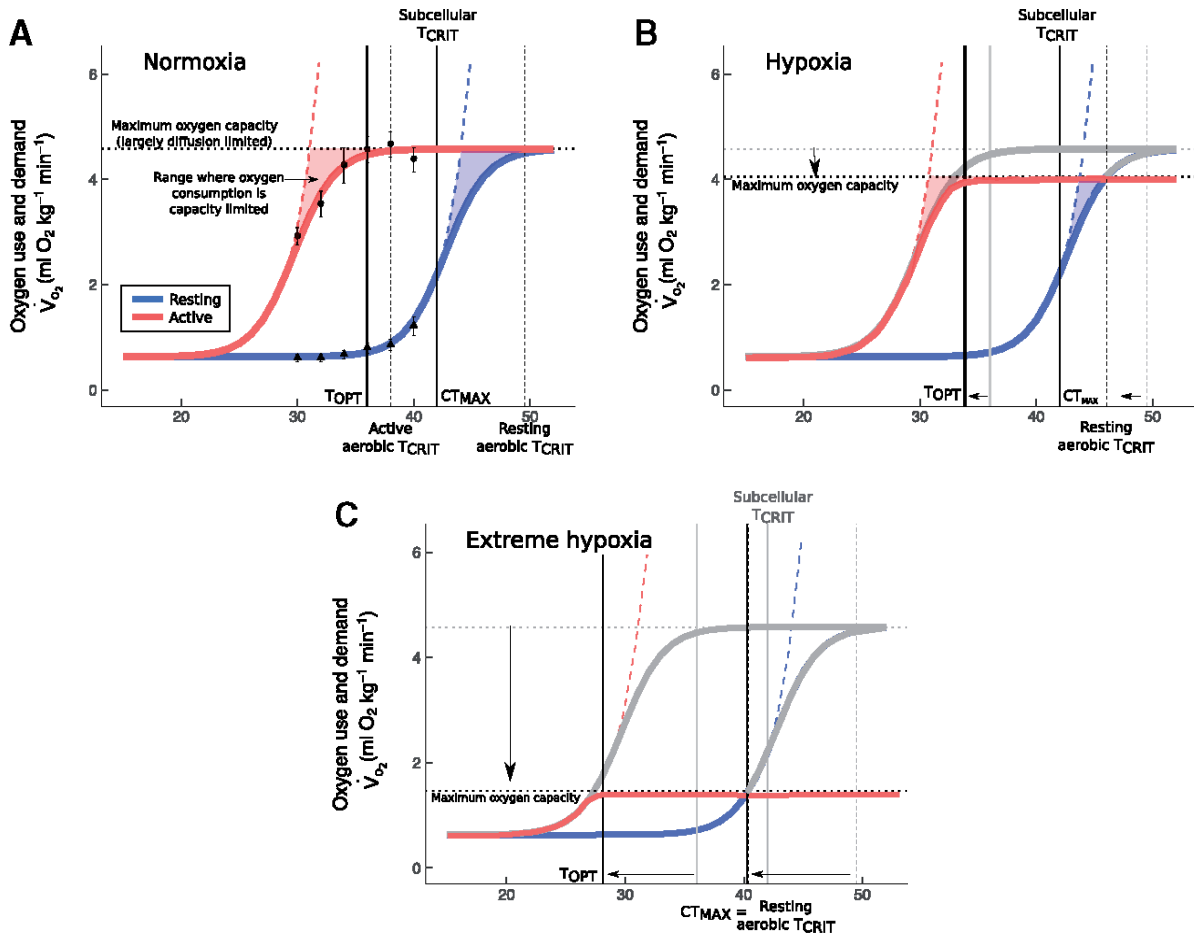 A
Normoxia
Subcellular
TCRIT
Maximum oxygen capacity
(largely diffusion limited)
Range where oxygen
consumption is
capacity limited
Resting
Active
Oxygen use and demand
V̇O2 (ml O2 kg−1 min−1)
6
4
2
0
TOPT
CTMAX
20
30
40
50
Active
aerobic TCRIT
Resting
aerobic TCRIT
B
Hypoxia
Subcellular
TCRIT
Maximum oxygen capacity
Oxygen use and demand
V̇O2 (ml O2 kg−1 min−1)
6
4
2
0
TOPT
CTMAX
20
30
40
50
Resting
aerobic TCRIT
C
Extreme hypoxia
Subcellular
TCRIT
Maximum oxygen capacity
Oxygen use and demand
V̇O2 (ml O2 kg−1 min−1)
6
4
2
0
TOPT
20
30
40
50
CTMAX = Resting
aerobic TCRIT